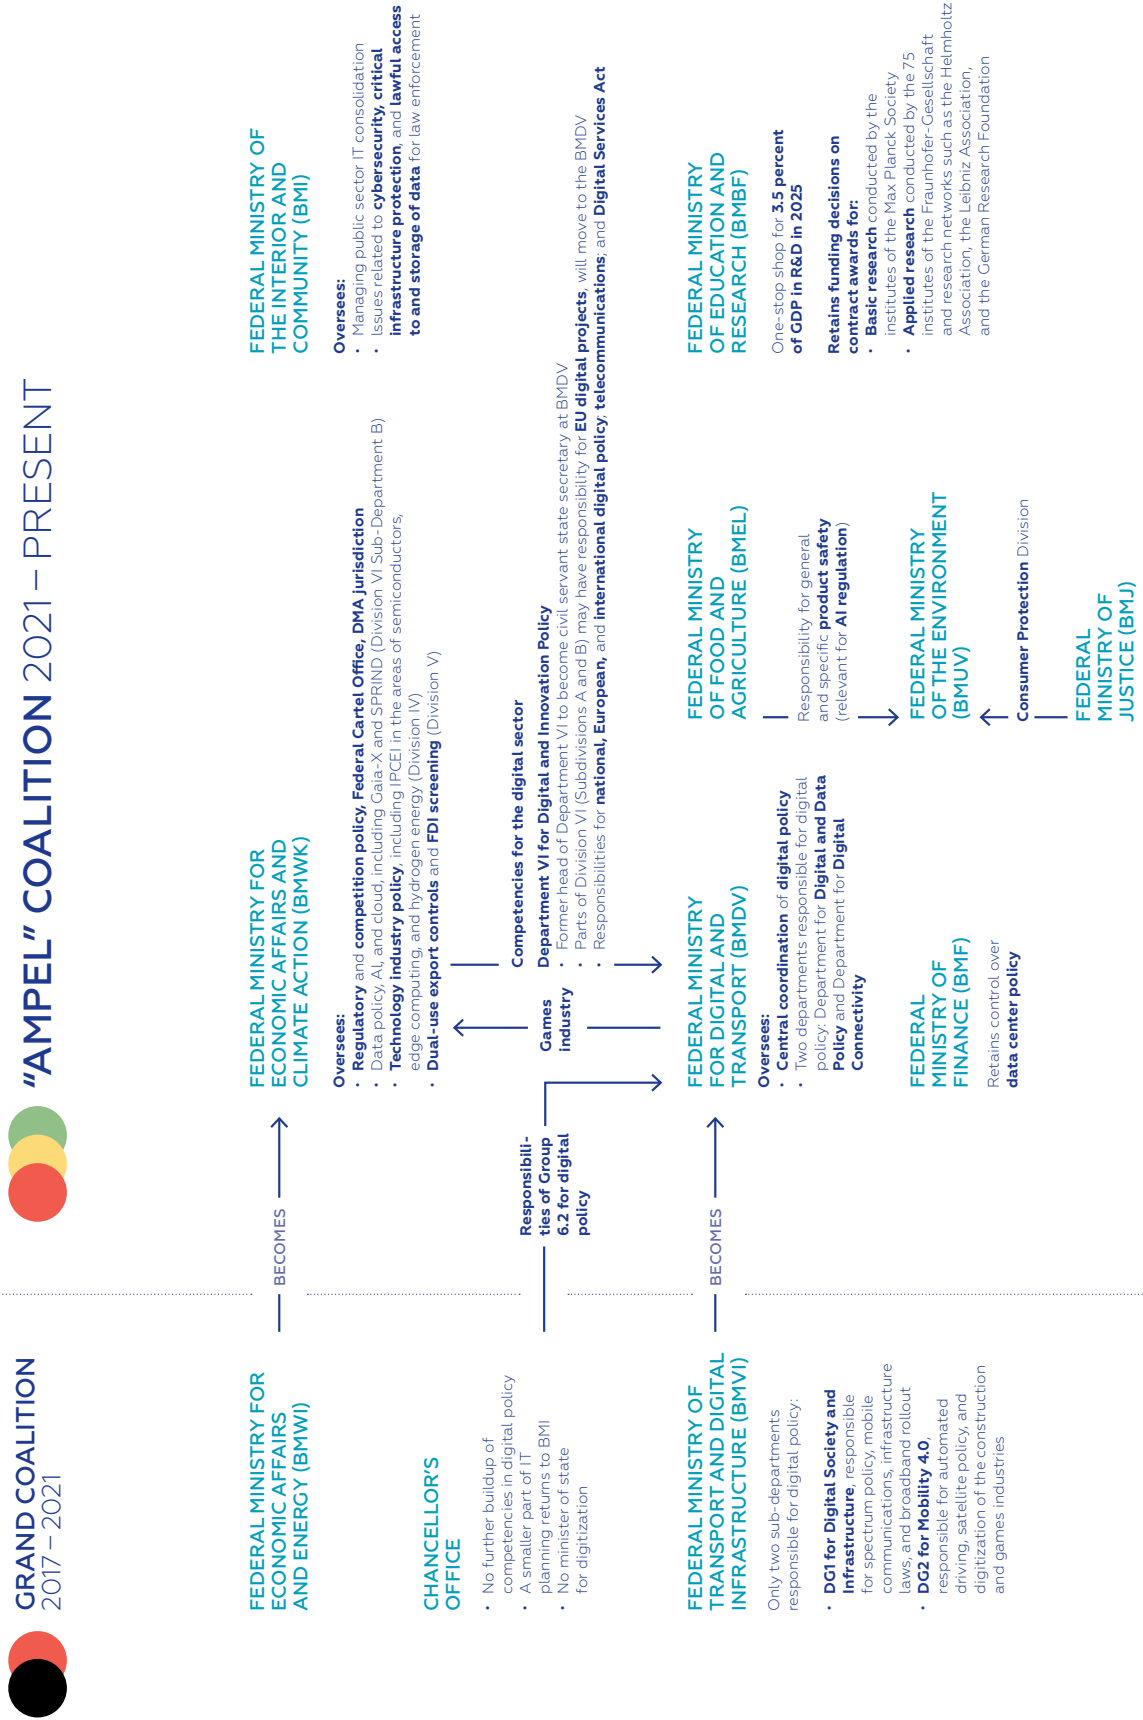 GRAND COALITION
2017 – 2021
“AMPEL” COALITION 2021 – PRESENT
FEDERAL MINISTRY FOR
ECONOMIC AFFAIRS
AND ENERGY (BMWI)
BECOMES
FEDERAL MINISTRY FOR
ECONOMIC AFFAIRS AND
CLIMATE ACTION (BMWK)
Oversees:
• Regulatory and competition policy, Federal Cartel Office, DMA jurisdiction
• Data policy, AI, and cloud, including Gaia-X and SPRIND (Division VI Sub-Department B)
• Technology industry policy, including IPCEI in the areas of semiconductors,
edge computing, and hydrogen energy (Division IV)
• Dual-use export controls and FDI screening (Division V)
FEDERAL MINISTRY OF
THE INTERIOR AND
COMMUNITY (BMI)
Oversees:
• Managing public sector IT consolidation
• Issues related to cybersecurity, critical
infrastructure protection, and lawful access
to and storage of data for law enforcement
CHANCELLOR’S
OFFICE
• No further buildup of
competencies in digital policy
• A smaller part of IT
planning returns to BMI
• No minister of state
for digitization
Responsibili-
ties of Group
6.2 for digital
policy
Games
industry
Competencies for the digital sector
Department VI for Digital and Innovation Policy
• Former head of Department VI to become civil servant state secretary at BMDV
• Parts of Division VI (Subdivisions A and B) may have responsibility for EU digital projects, will move to the BMDV
• Responsibilities for national, European, and international digital policy; telecommunications; and Digital Services Act
FEDERAL MINISTRY OF
TRANSPORT AND DIGITAL
INFRASTRUCTURE (BMVI)
Only two sub-departments
responsible for digital policy:
• DG1 for Digital Society and
Infrastructure, responsible
for spectrum policy, mobile
communications, infrastructure
laws, and broadband rollout
• DG2 for Mobility 4.0,
responsible for automated
driving, satellite policy, and
digitization of the construction
and games industries
BECOMES
FEDERAL MINISTRY
FOR DIGITAL AND
TRANSPORT (BMDV)
Oversees:
• Central coordination of digital policy
• Two departments responsible for digital
policy: Department for Digital and Data
Policy and Department for Digital
Connectivity
FEDERAL
MINISTRY OF
FINANCE (BMF)
Retains control over
data center policy
FEDERAL MINISTRY
OF FOOD AND
AGRICULTURE (BMEL)
Responsibility for general
and specific product safety
(relevant for AI regulation)
FEDERAL MINISTRY
OF THE ENVIRONMENT
(BMUV)
Consumer Protection Division
FEDERAL
MINISTRY OF
JUSTICE (BMJ)
FEDERAL MINISTRY
OF EDUCATION AND
RESEARCH (BMBF)
One-stop shop for 3.5 percent
of GDP in R&D in 2025
Retains funding decisions on
contract awards for:
• Basic research conducted by the
institutes of the Max Planck Society
• Applied research conducted by the 75
institutes of the Fraunhofer-Gesellschaft
and research networks such as the Helmholtz
Association, the Leibniz Association,
and the German Research Foundation